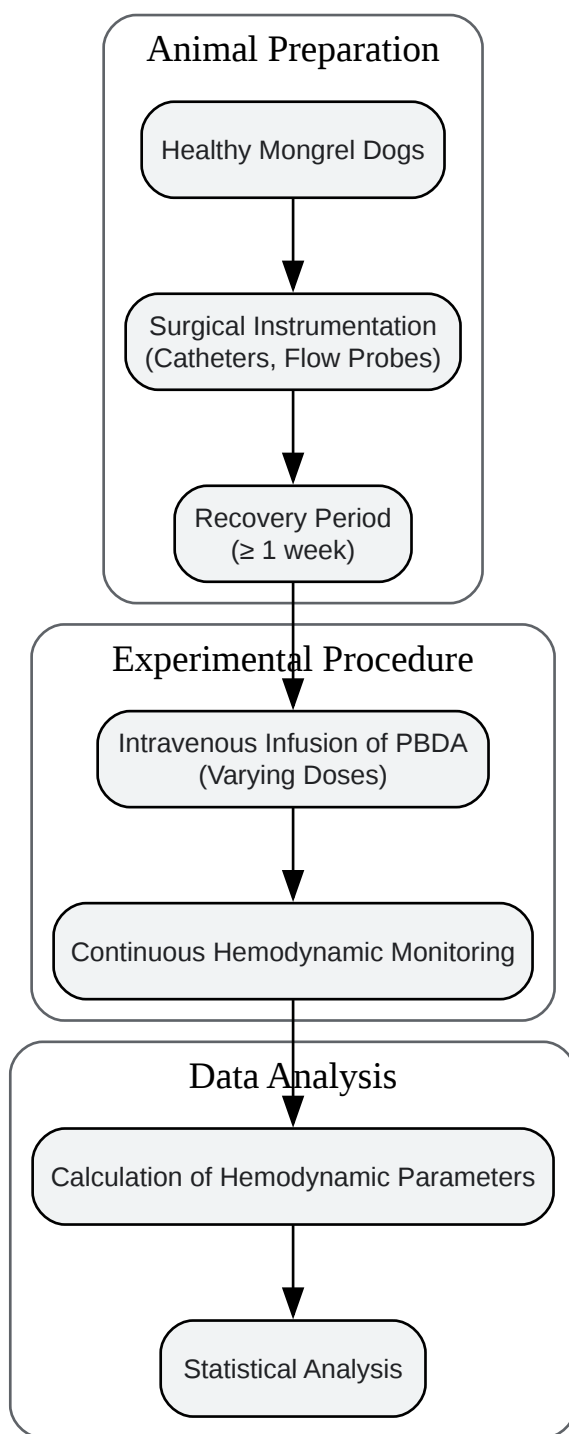 Animal Preparation
Healthy Mongrel Dogs
Surgical Instrumentation
(Catheters, Flow Probes)
Recovery Period
(≥ 1 week)
Experimental Procedure
Intravenous Infusion of PBDA
(Varying Doses)
Continuous Hemodynamic Monitoring
Data Analysis
Calculation of Hemodynamic Parameters
Statistical Analysis